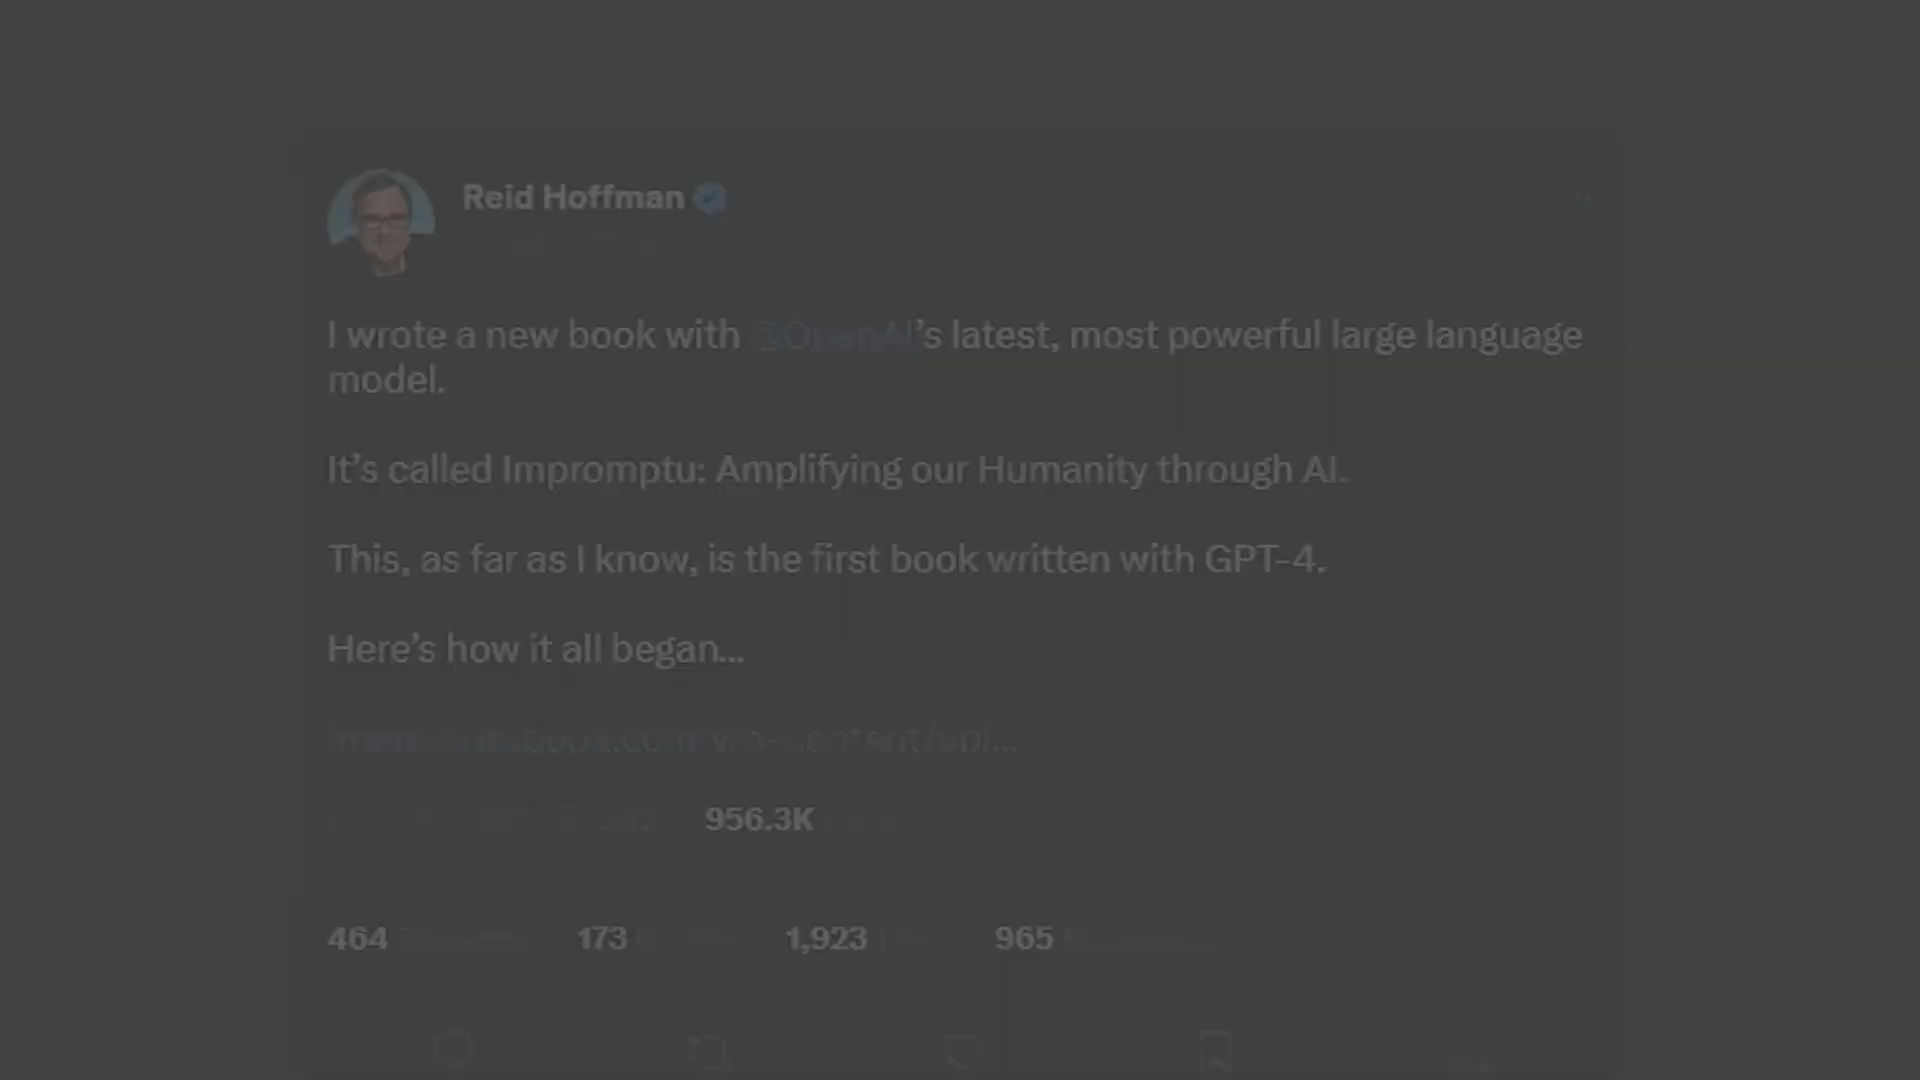 Reid Hoffman
I wrote a new book with @OpenAI's latest, most powerful large language
model.
It's called Impromptu: Amplifying our Humanity through AI.
This, as far as I know, is the first book written with GPT-4.
Here's how it all began...
956.3K
464 173 1,923 965